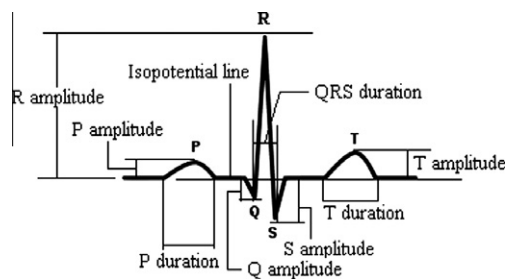 R
Isopotential line
R amplitude
QRS duration
P amplitude
P
T
T amplitude
Q
S
T duration
P duration
S amplitude
Q amplitude